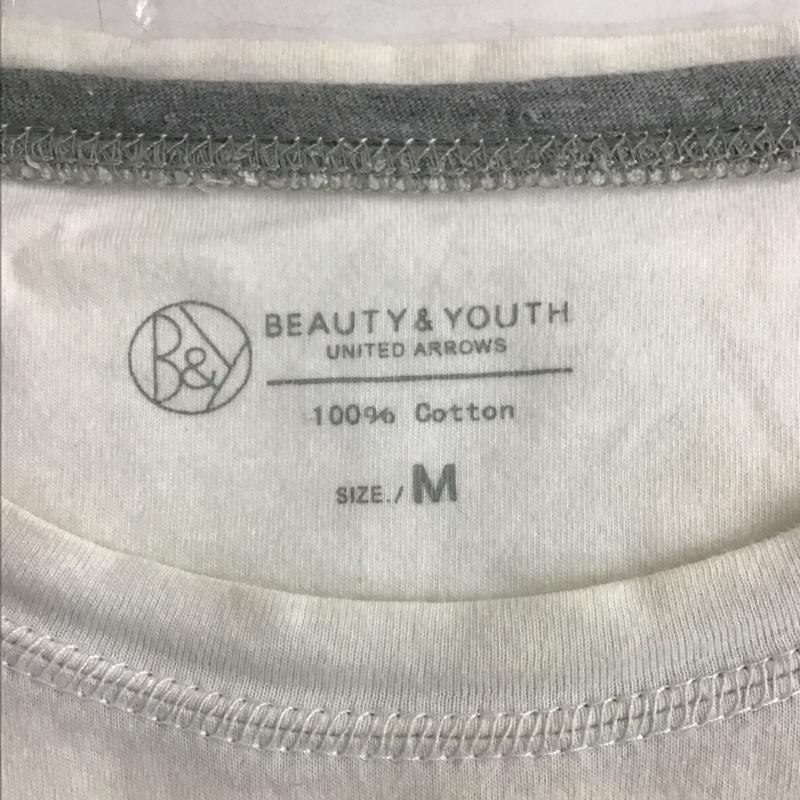 B&Y
BEAUTY & YOUTH
UNITED ARROWS
100% Cotton
SIZE./M